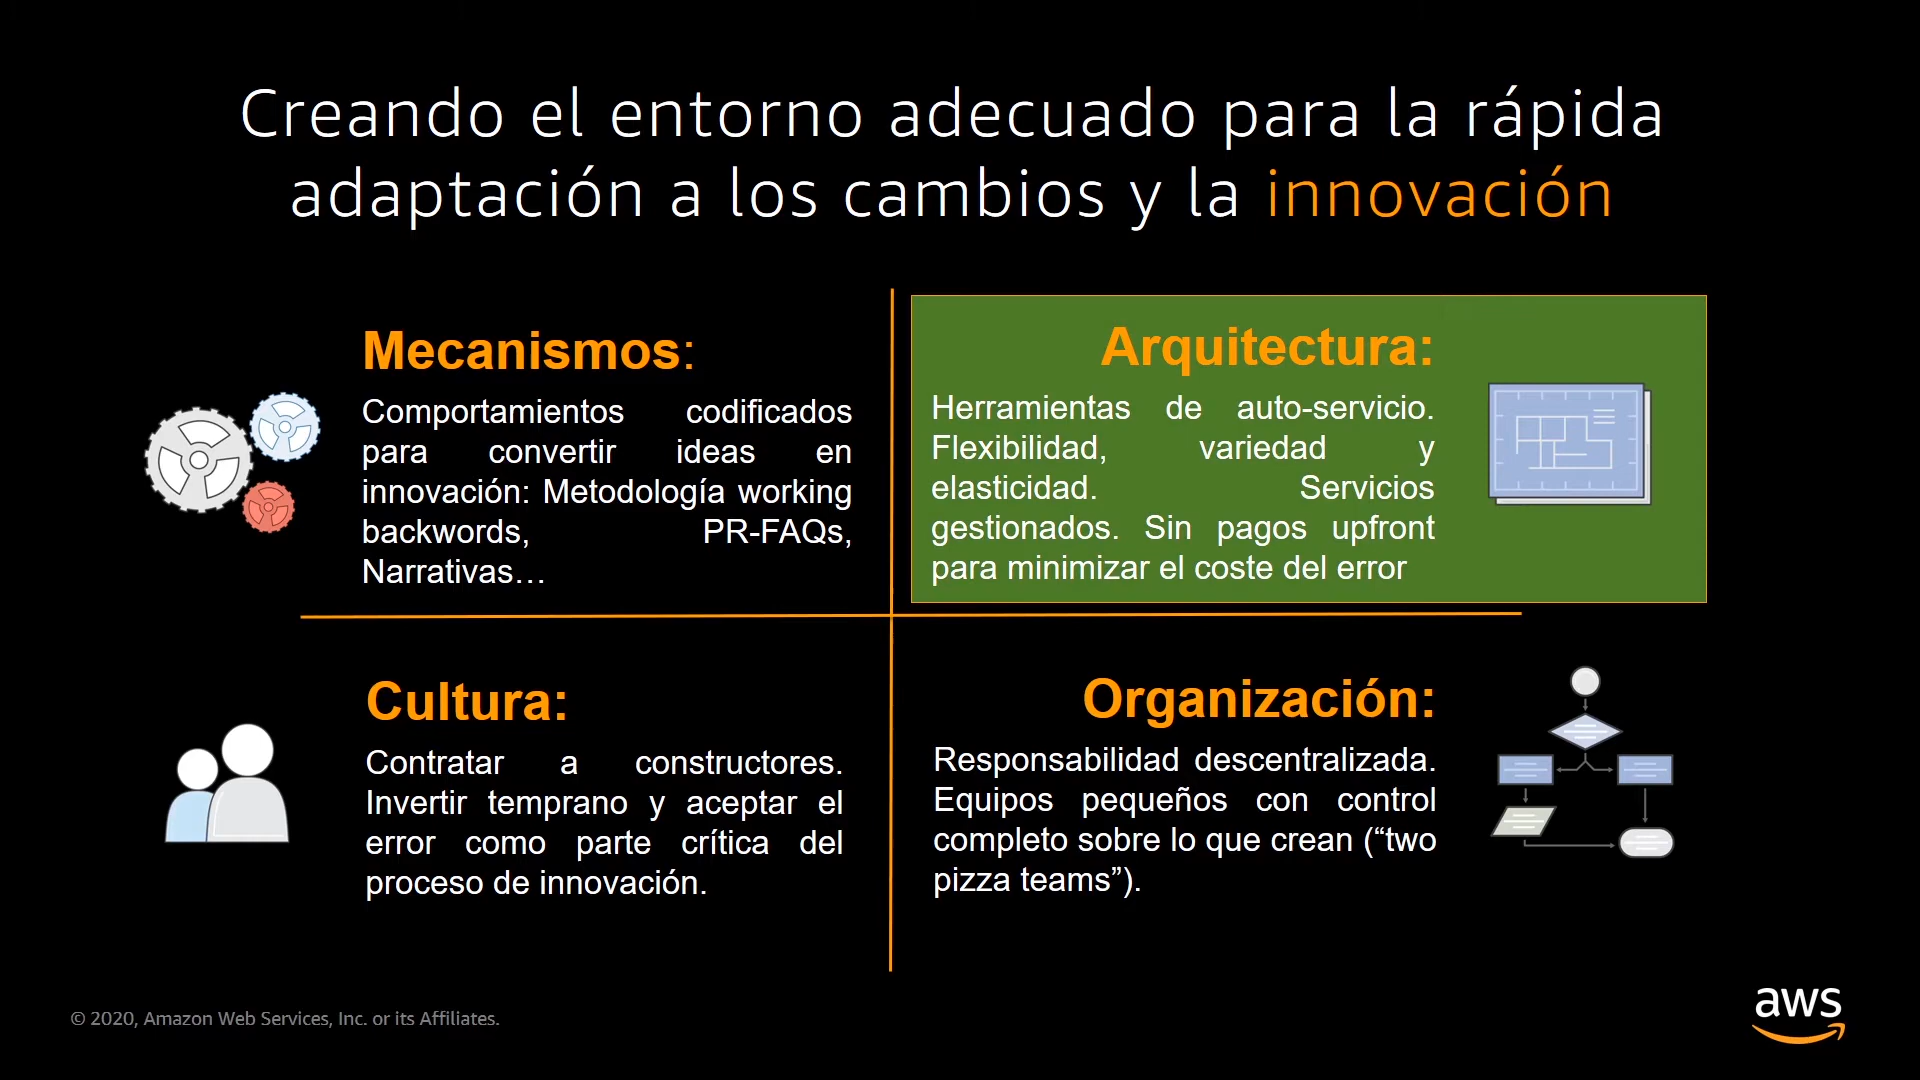 Creando el entorno adecuado para la rápida
adaptación a los cambios y la innovación
Mecanismos:
Comportamientos codificados
para convertir ideas en
innovación: Metodología working
backwords, PR-FAQs,
Narrativas…
Arquitectura:
Herramientas de auto-servicio.
Flexibilidad, variedad y
elasticidad. Servicios
gestionados. Sin pagos upfront
para minimizar el coste del error
Cultura:
Contratar a constructores.
Invertir temprano y aceptar el
error como parte crítica del
proceso de innovación.
Organización:
Responsabilidad descentralizada.
Equipos pequeños con control
completo sobre lo que crean (“two
pizza teams”).
© 2020, Amazon Web Services, Inc. or its Affiliates.
aws